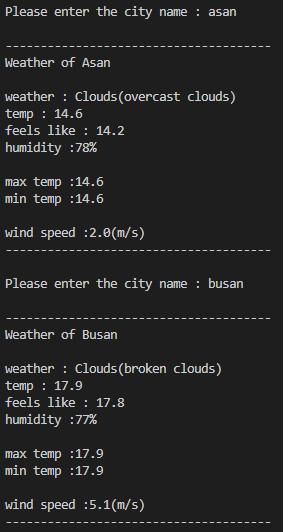 Please enter the city name : asan
--------------------------------------
Weather of Asan
weather : Clouds(overcast clouds)
temp : 14.6
feels like : 14.2
humidity :78%
max temp :14.6
min temp :14.6
wind speed :2.0(m/s)
--------------------------------------
Please enter the city name : busan
--------------------------------------
Weather of Busan
weather : Clouds(broken clouds)
temp : 17.9
feels like : 17.8
humidity :77%
max temp :17.9
min temp :17.9
wind speed :5.1(m/s)
--------------------------------------